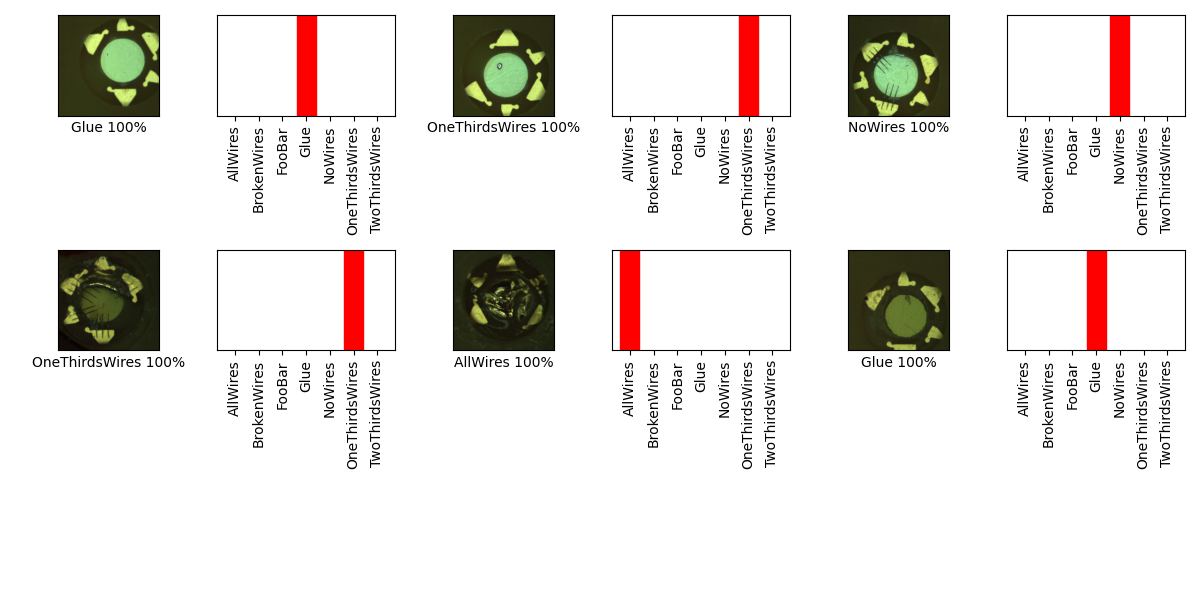 Glue 100%
AllWires
BrokenWires
FooBar
Glue
NoWires
OneThirdsWires
TwoThirdsWires
OneThirdsWires 100%
AllWires
BrokenWires
FooBar
Glue
NoWires
OneThirdsWires
TwoThirdsWires
NoWires 100%
AllWires
BrokenWires
FooBar
Glue
NoWires
OneThirdsWires
TwoThirdsWires
OneThirdsWires 100%
AllWires
BrokenWires
FooBar
Glue
NoWires
OneThirdsWires
TwoThirdsWires
AllWires 100%
AllWires
BrokenWires
FooBar
Glue
NoWires
OneThirdsWires
TwoThirdsWires
Glue 100%
AllWires
BrokenWires
FooBar
Glue
NoWires
OneThirdsWires
TwoThirdsWires